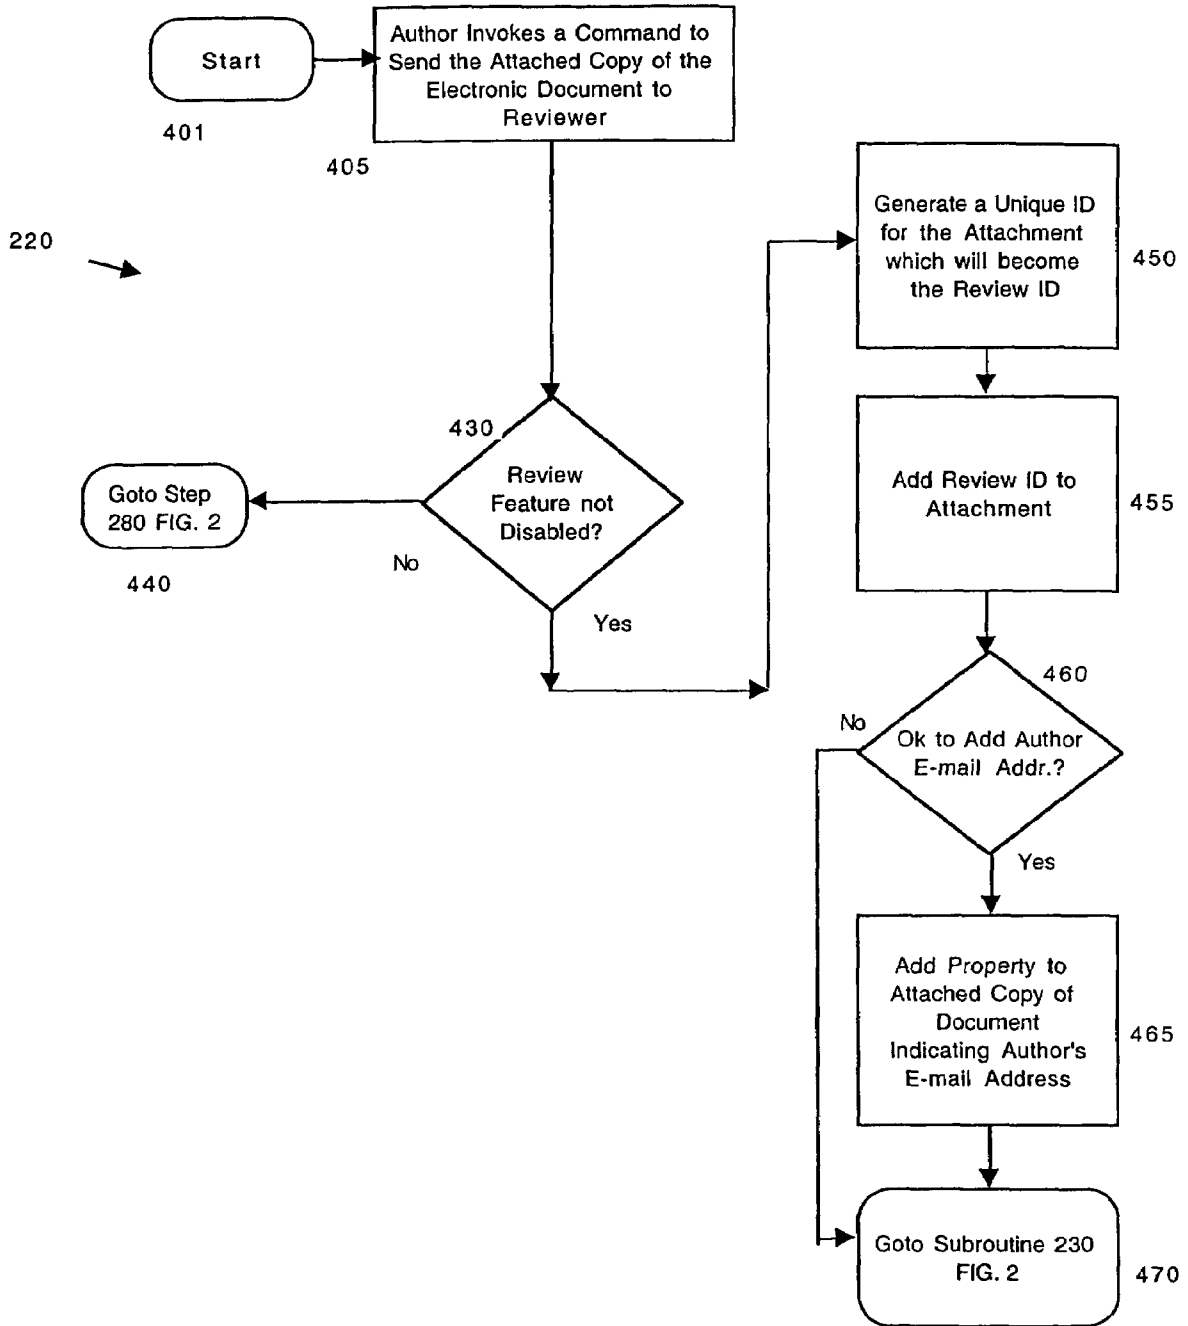 Start
401
Author Invokes a Command to
Send the Attached Copy of the
Electronic Document to
Reviewer
405
220
430
Review
Feature not
Disabled?
No
Yes
Goto Step
280 FIG. 2
440
Generate a Unique ID
for the Attachment
which will become
the Review ID
450
Add Review ID to
Attachment
455
460
Ok to Add Author
E-mail Addr.?
No
Yes
Add Property to
Attached Copy of
Document
Indicating Author's
E-mail Address
465
Goto Subroutine 230
FIG. 2
470